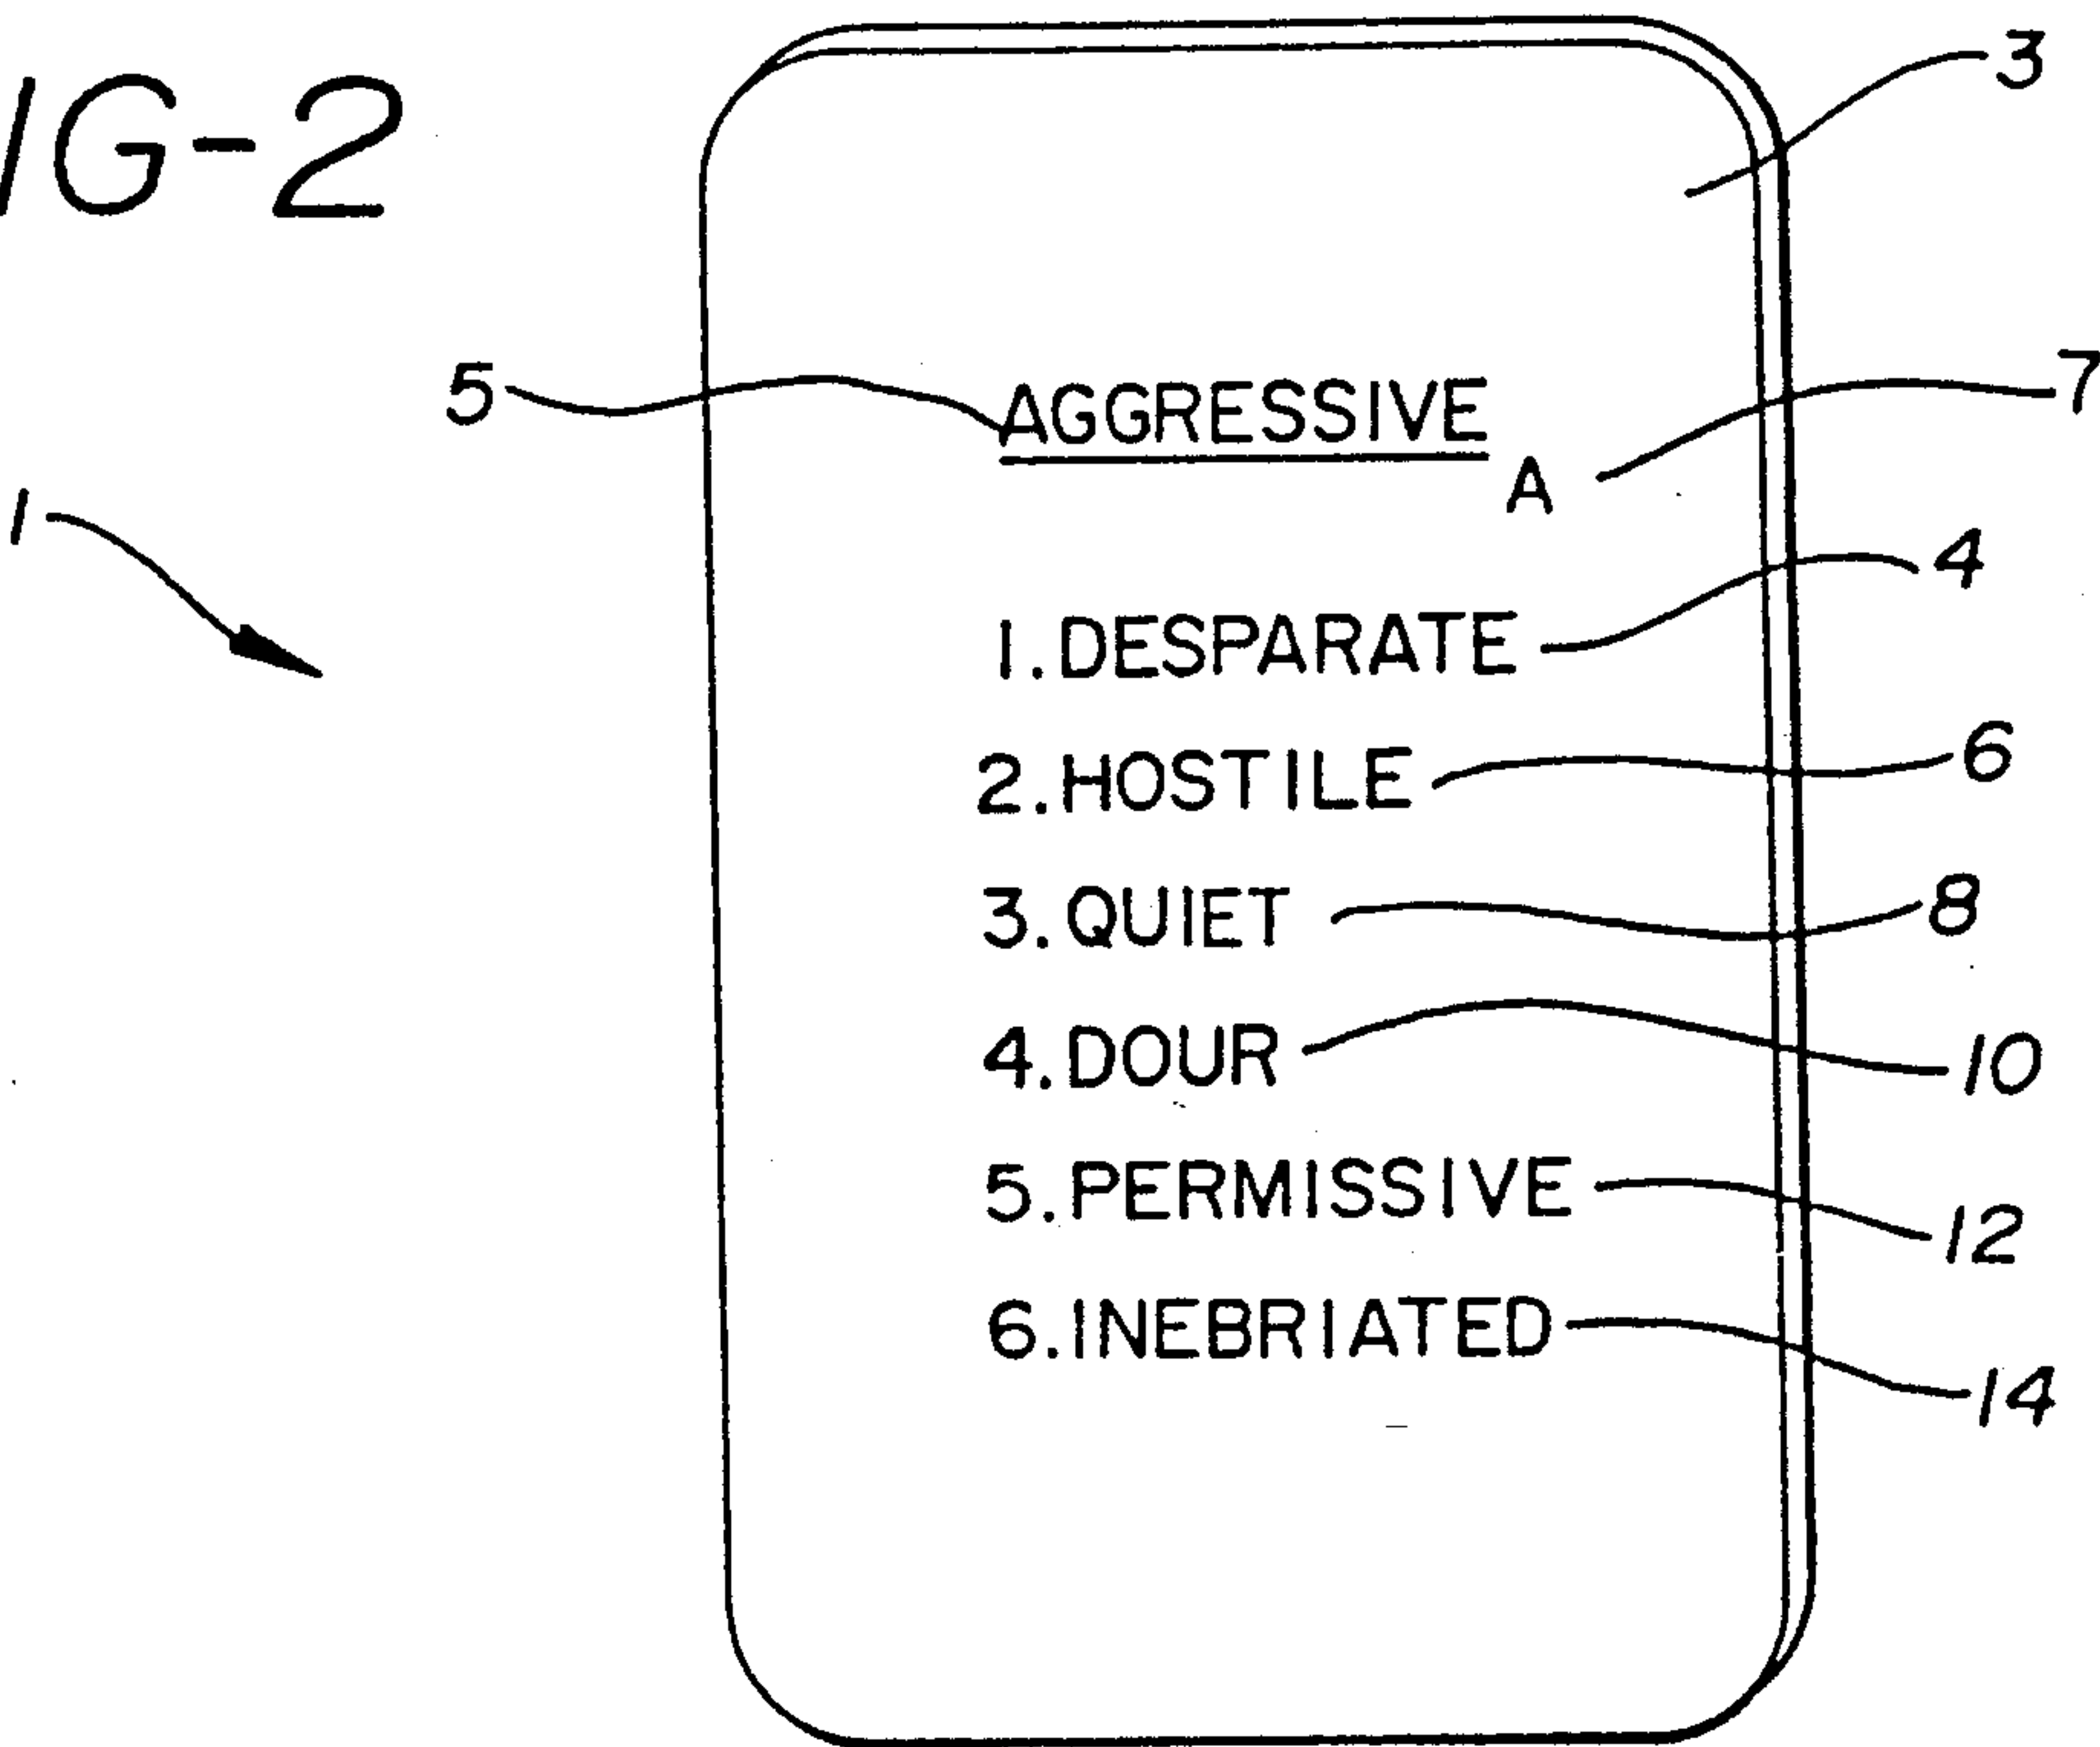 IG-2
3
5 AGGRESSIVE 7
A
1
4
1. DESPARATE
2. HOSTILE 6
3. QUIET 8
4. DOUR 10
5. PERMISSIVE 12
6. INEBRIATED 14